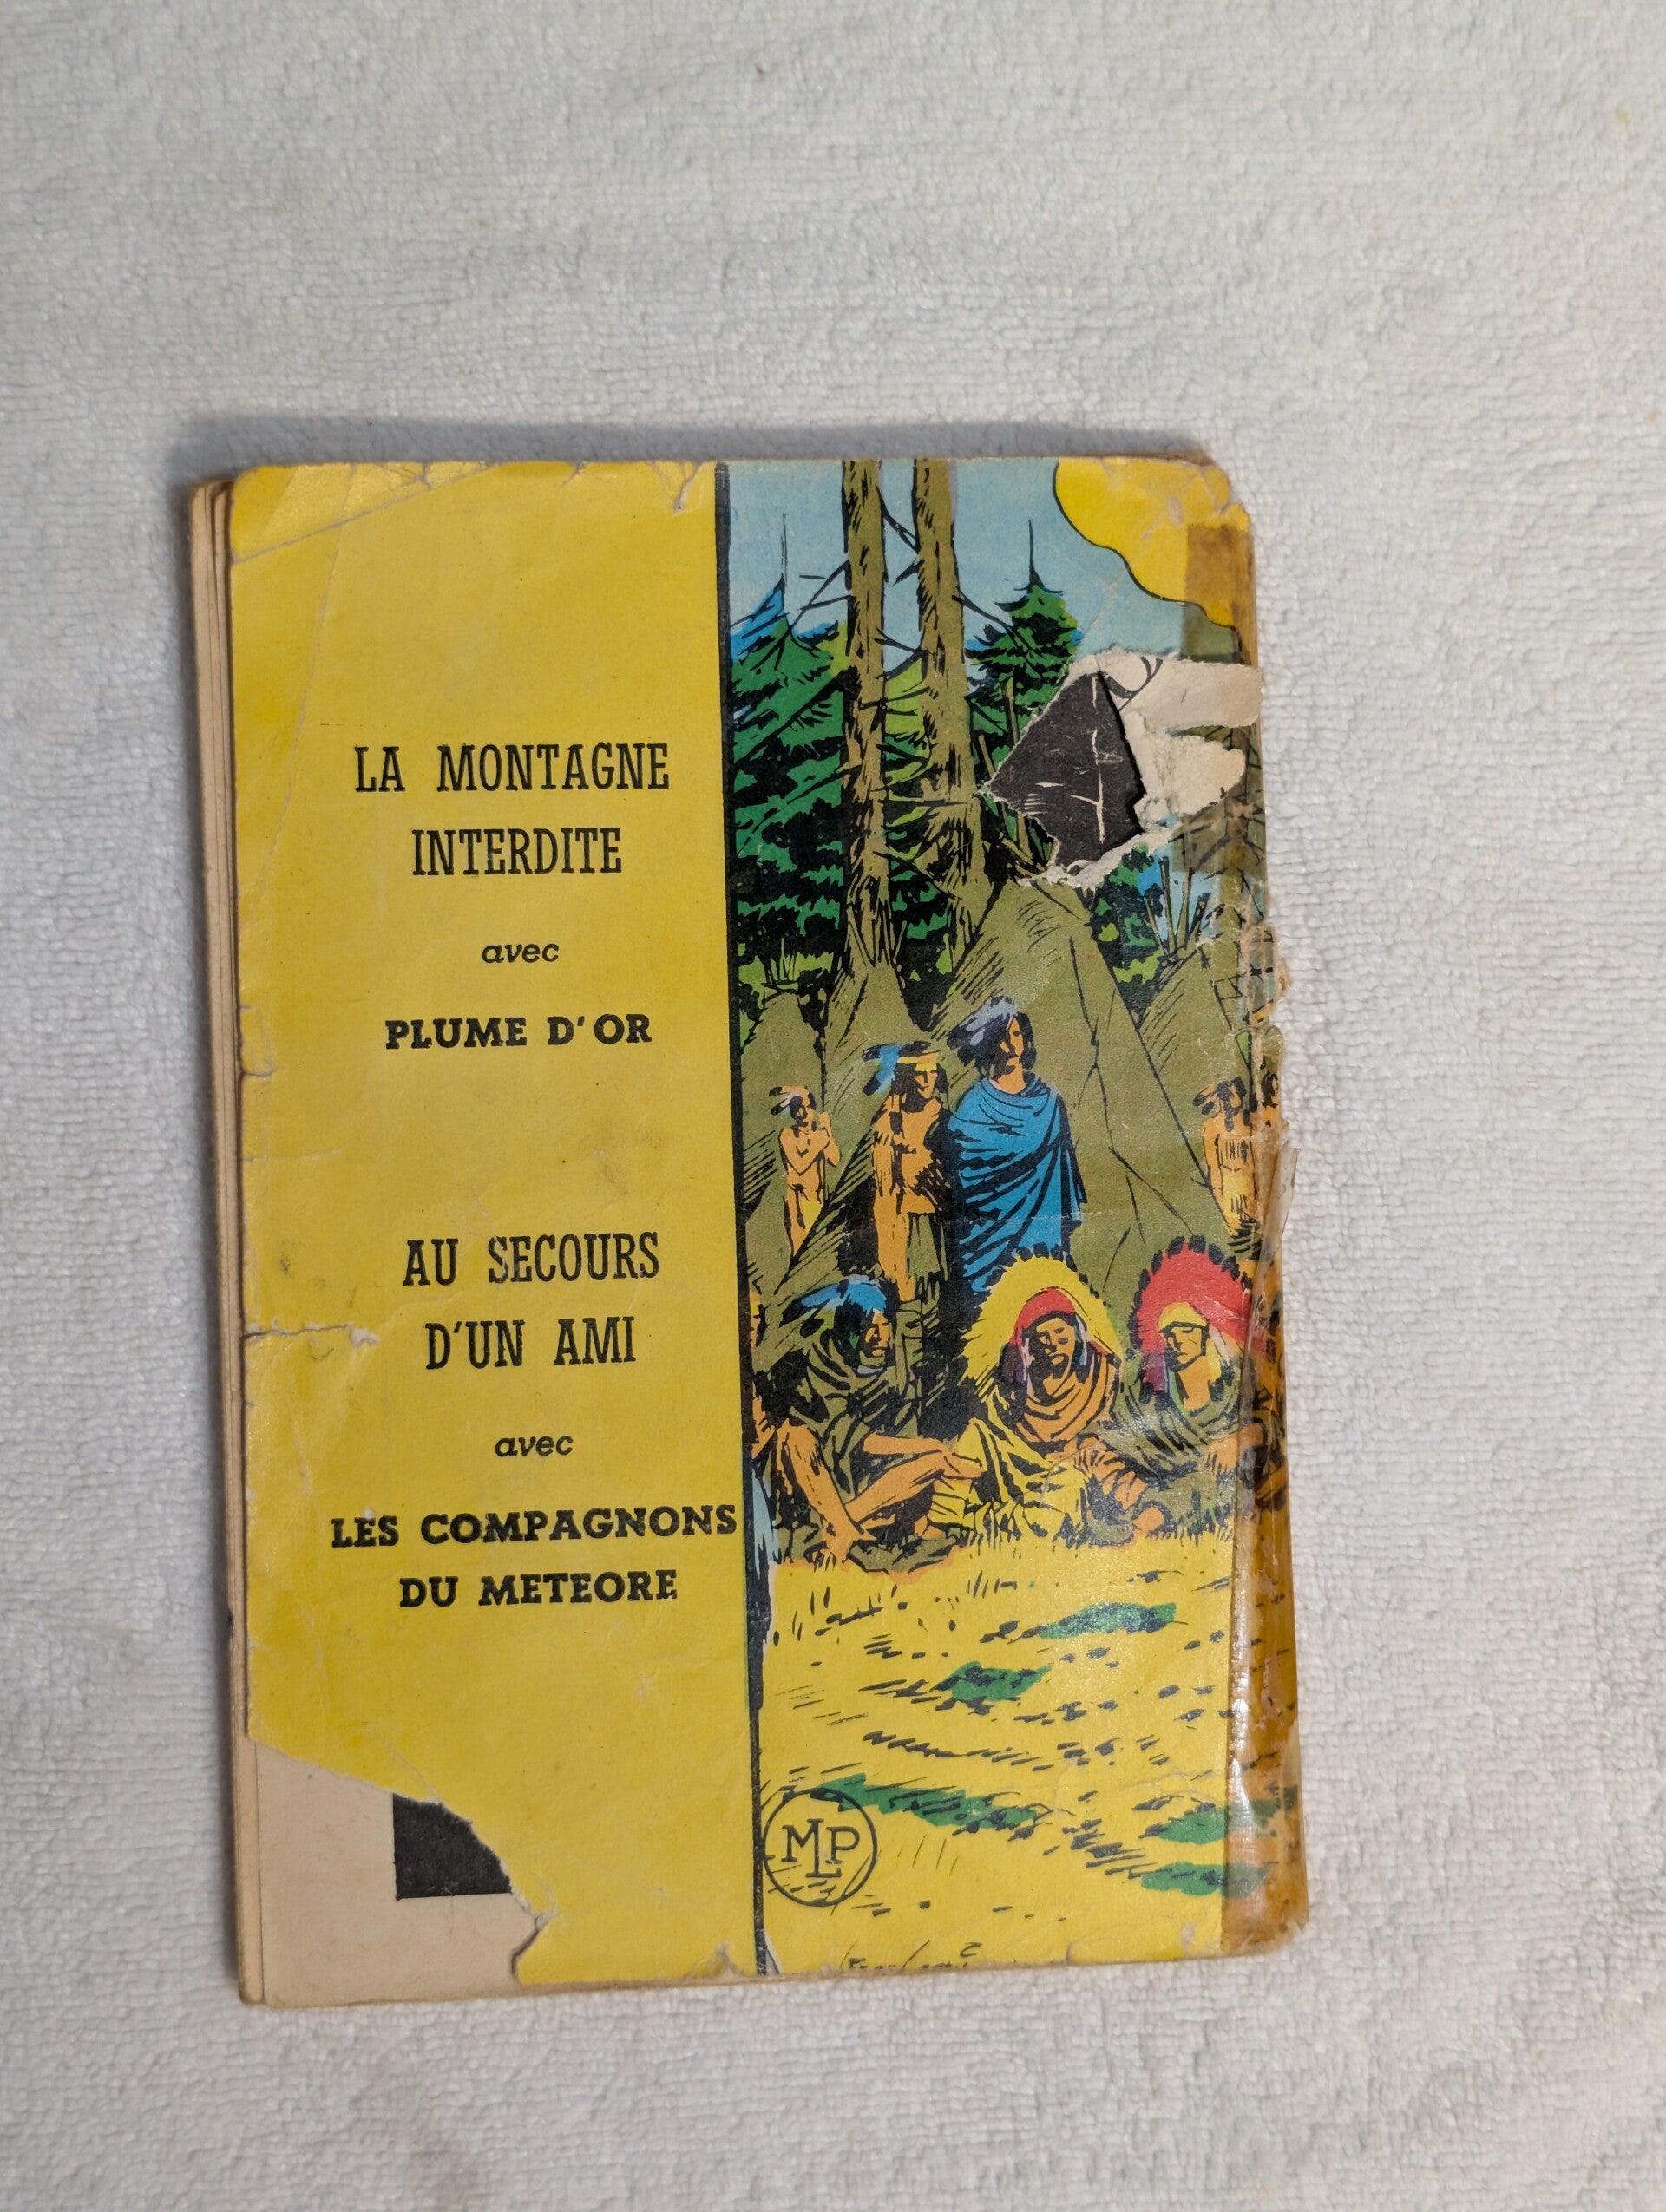 LA MONTAGNE
INTERDITE
avec
PLUME D'OR
AU SECOURS
D'UN AMI
avec
LES COMPAGNONS
DU METEORE
MLP